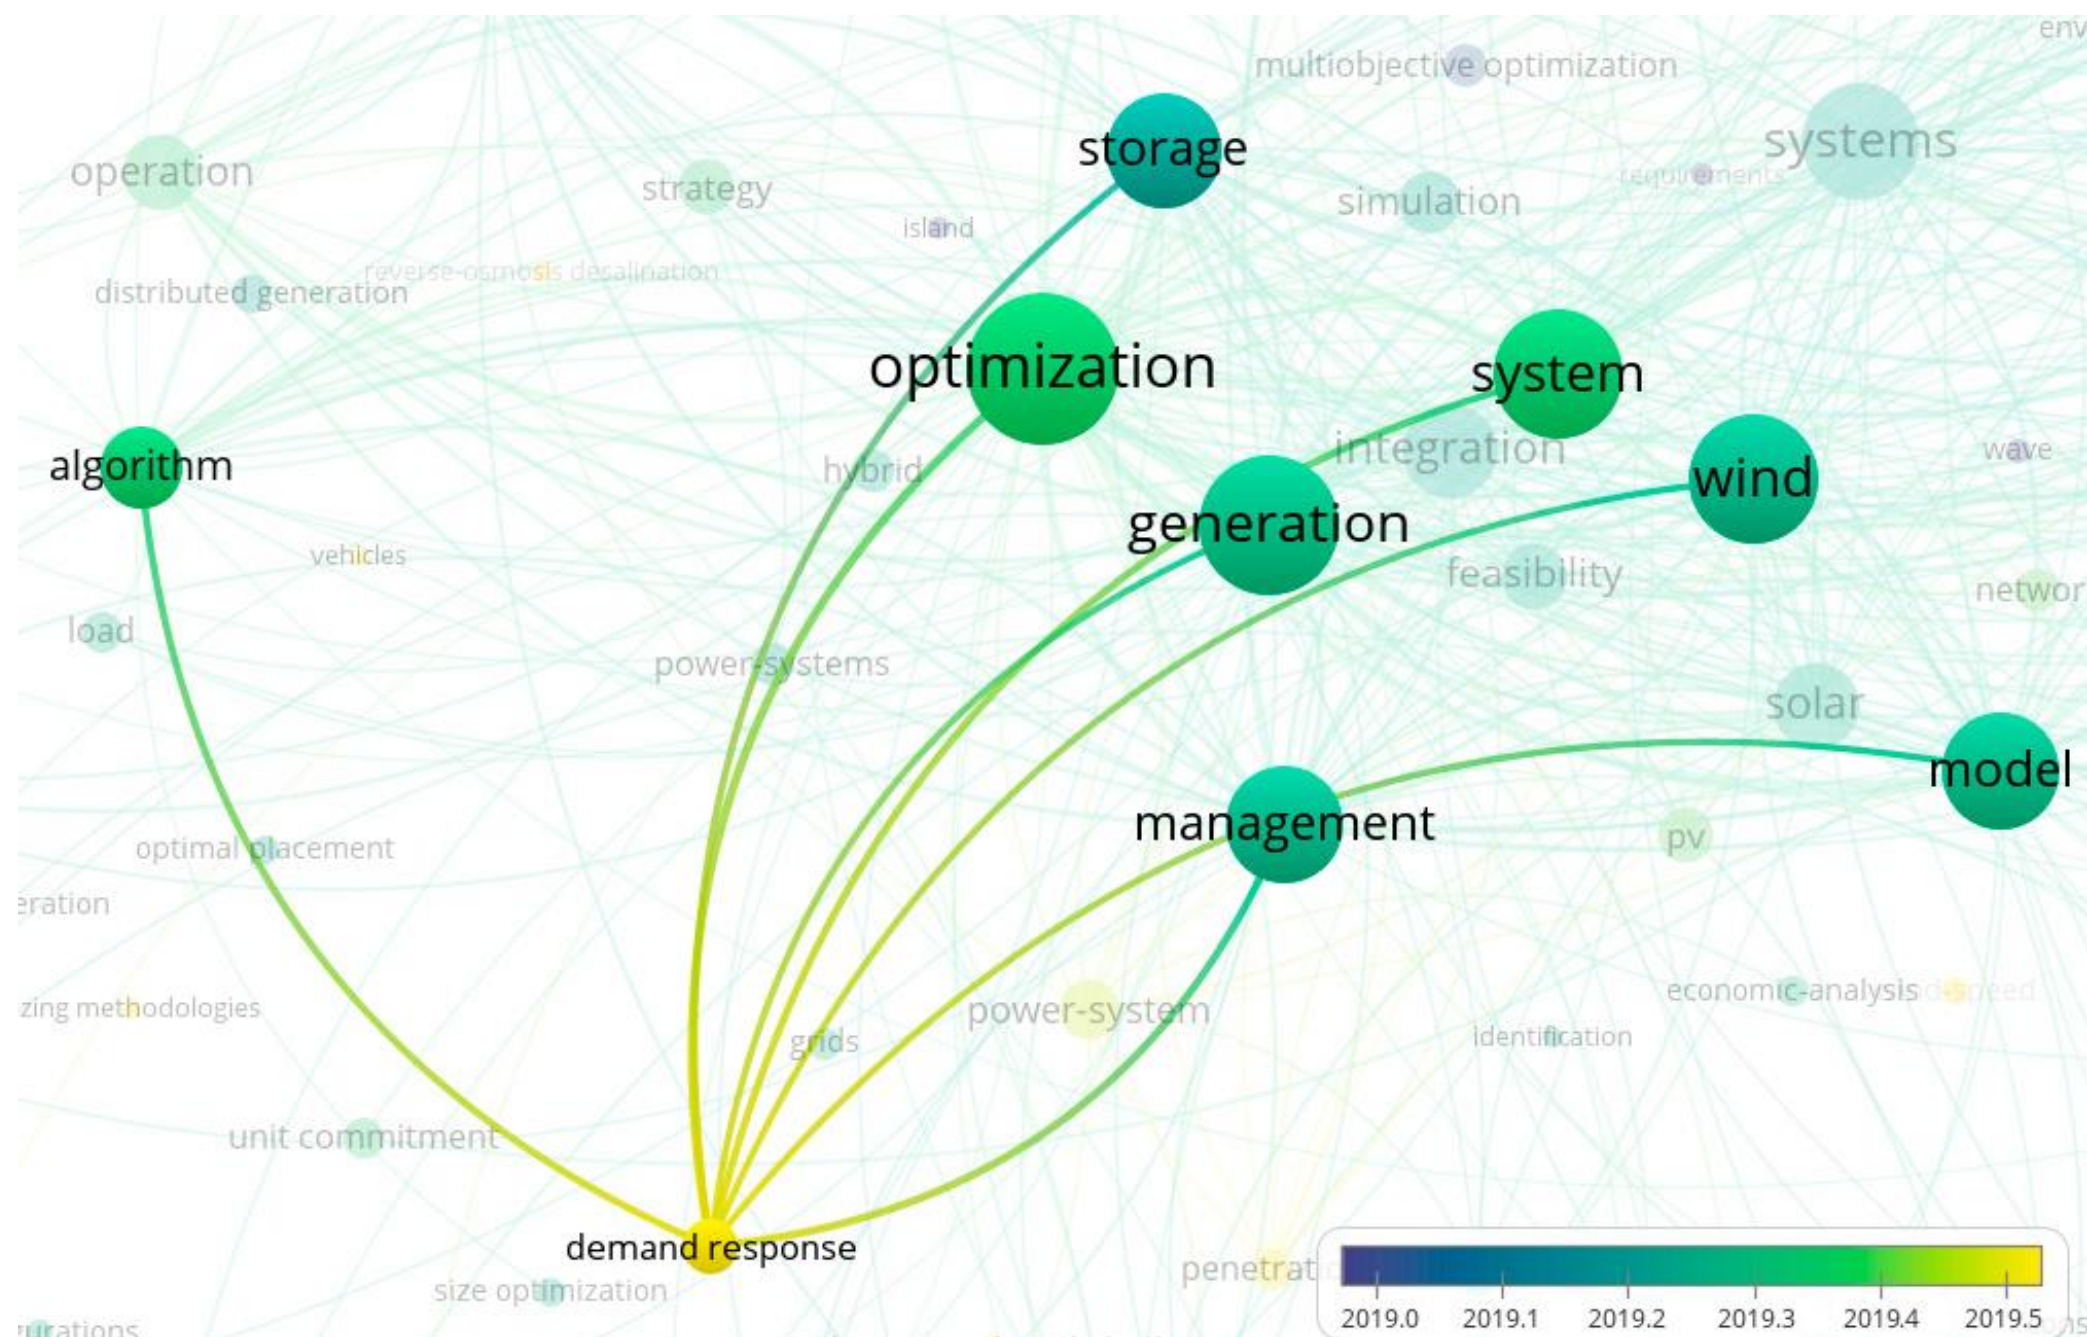 env
multiobjective optimization
systems
storage
operation
strategy
requirements
simulation
island
reverse-osmosis desalination
distributed generation
optimization
system
integration
wave
algorithm
hybrid
wind
generation
vehicles
feasibility
networ
load
power-systems
solar
model
management
pv
optimal placement
eration
power-system
economic-analysis
zing methodologies
grids
identification
unit commitment
demand response
penetrati
size optimization
2019.0 2019.1 2019.2 2019.3 2019.4 2019.5
gurations